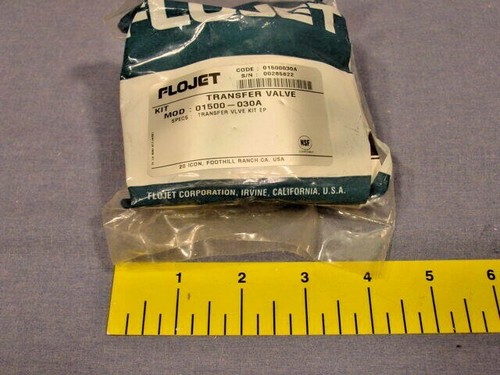 FLOJET
FLOJET
CODE : 01500030A
S/N : 00285622
KIT TRANSFER VALVE
MOD : 01500-030A
SPECS : TRANSFER VLVE KIT EP
NSF
20 ICON, FOOTHILL RANCH CA, USA
FLOJET CORPORATION, IRVINE, CALIFORNIA, U.S.A.
1 2 3 4 5 6